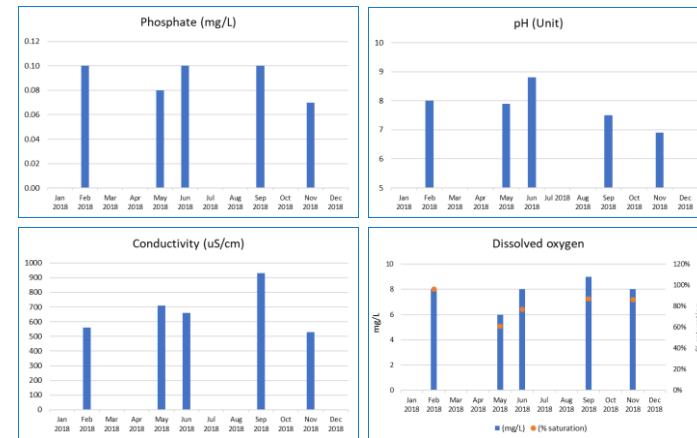 Phosphate (mg/L)
0.12
0.10
0.08
0.06
0.04
0.02
0.00
Jan Feb Mar Apr May Jun Jul Aug Sep Oct Nov Dec
2018 2018 2018 2018 2018 2018 2018 2018 2018 2018 2018 2018
pH (Unit)
10
9
8
7
6
5
Jan Feb Mar Apr May Jun Jul 2018 Aug Sep Oct Nov Dec
2018 2018 2018 2018 2018 2018 2018 2018 2018 2018 2018
Conductivity (uS/cm)
1000
900
800
700
600
500
400
300
200
100
0
Jan Feb Mar Apr May Jun Jul Aug Sep Oct Nov Dec
2018 2018 2018 2018 2018 2018 2018 2018 2018 2018 2018 2018
Dissolved oxygen
10
8
6
4
2
0
mg/L
120%
100%
80%
60%
40%
20%
0%
Jan Feb Mar Apr May Jun Jul Aug Sep Oct Nov Dec
2018 2018 2018 2018 2018 2018 2018 2018 2018 2018 2018 2018
(mg/L) (% saturation)